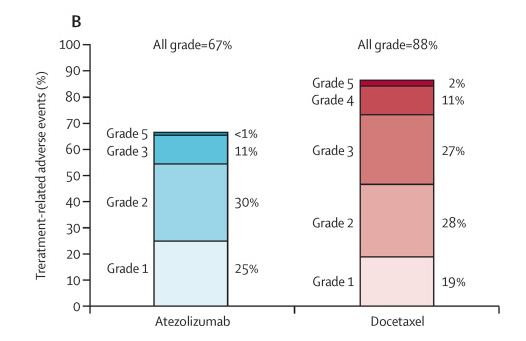 B
All grade=67%
All grade=88%
Treratment-related adverse events (%)
100
90
80
70
60
50
40
30
20
10
0
Grade 5 <1%
Grade 3 11%
Grade 2 30%
Grade 1 25%
Grade 5 2%
Grade 4 11%
Grade 3 27%
Grade 2 28%
Grade 1 19%
Atezolizumab
Docetaxel